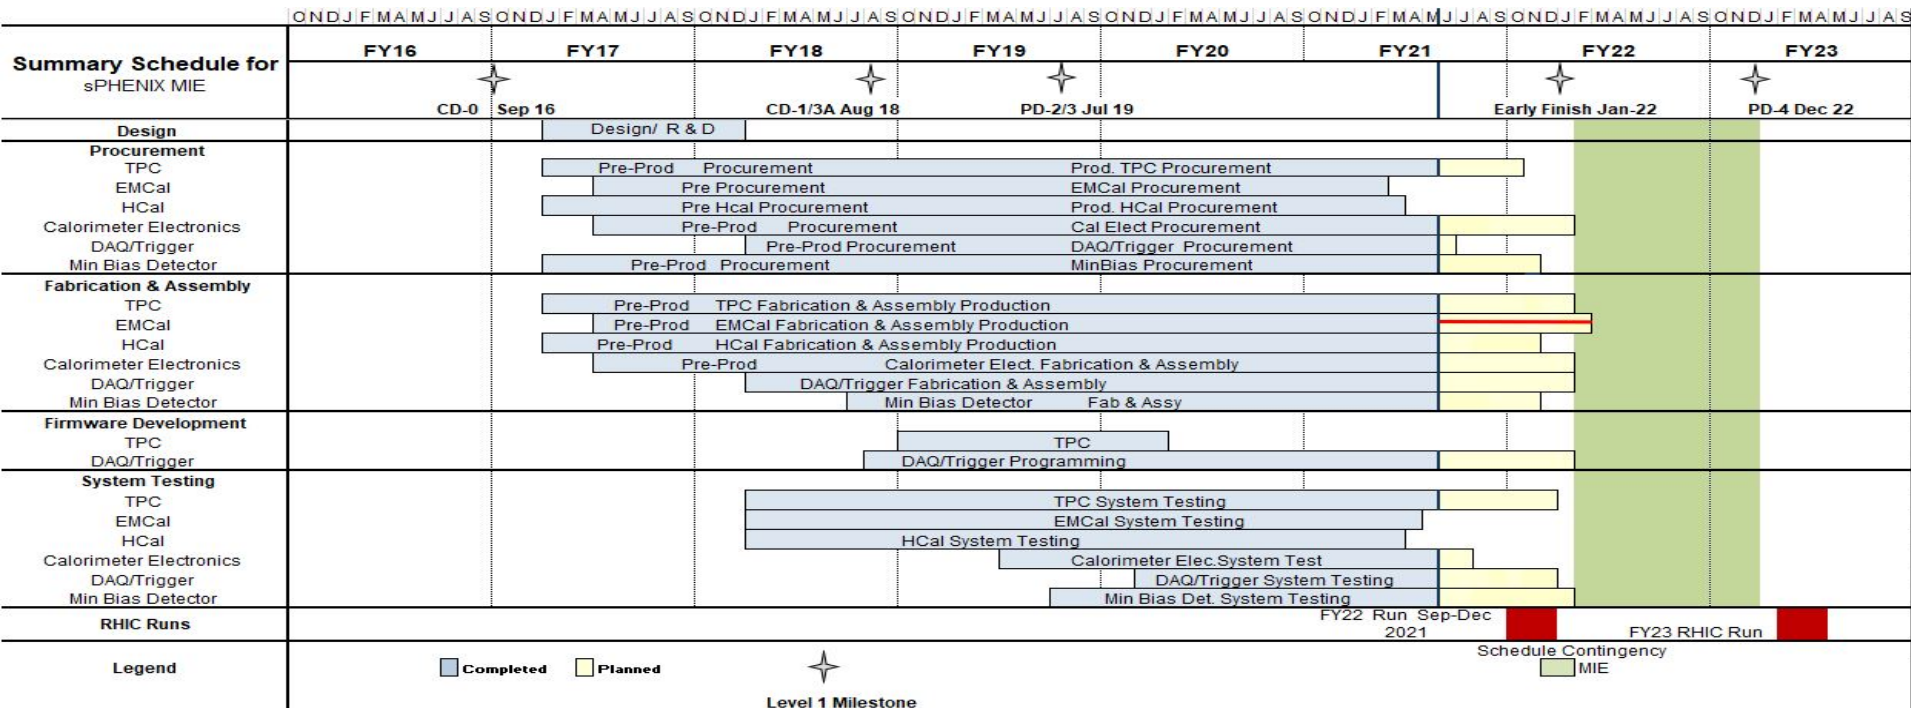 O N D J F M A M J J A S O N D J F M A M J J A S O N D J F M A M J J A S O N D J F M A M J J A S O N D J F M A M J J A S O N D J F M A M J J A S O N D J F M A M J J A S O N D J F M A M J J A S
FY16 FY17 FY18 FY19 FY20 FY21 FY22 FY23
Summary Schedule for
sPHENIX MIE
CD-0 Sep 16 CD-1/3A Aug 18 PD-2/3 Jul 19 Early Finish Jan-22 PD-4 Dec 22
Design Design/ R & D
Procurement
TPC Pre-Prod Procurement Prod. TPC Procurement
EMCal Pre Procurement EMCal Procurement
HCal Pre Hcal Procurement Prod. HCal Procurement
Calorimeter Electronics Pre-Prod Procurement Cal Elect Procurement
DAQ/Trigger Pre-Prod Procurement DAQ/Trigger Procurement
Min Bias Detector Pre-Prod Procurement MinBias Procurement
Fabrication & Assembly
TPC Pre-Prod TPC Fabrication & Assembly Production
EMCal Pre-Prod EMCal Fabrication & Assembly Production
HCal Pre-Prod HCal Fabrication & Assembly Production
Calorimeter Electronics Pre-Prod Calorimeter Elect. Fabrication & Assembly
DAQ/Trigger DAQ/Trigger Fabrication & Assembly
Min Bias Detector Min Bias Detector Fab & Assy
Firmware Development
TPC TPC
DAQ/Trigger DAQ/Trigger Programming
System Testing
TPC TPC System Testing
EMCal EMCal System Testing
HCal HCal System Testing
Calorimeter Electronics Calorimeter Elec.System Test
DAQ/Trigger DAQ/Trigger System Testing
Min Bias Detector Min Bias Det. System Testing
RHIC Runs FY22 Run Sep-Dec
2021 FY23 RHIC Run
Schedule Contingency
Legend Completed Planned MIE
Level 1 Milestone